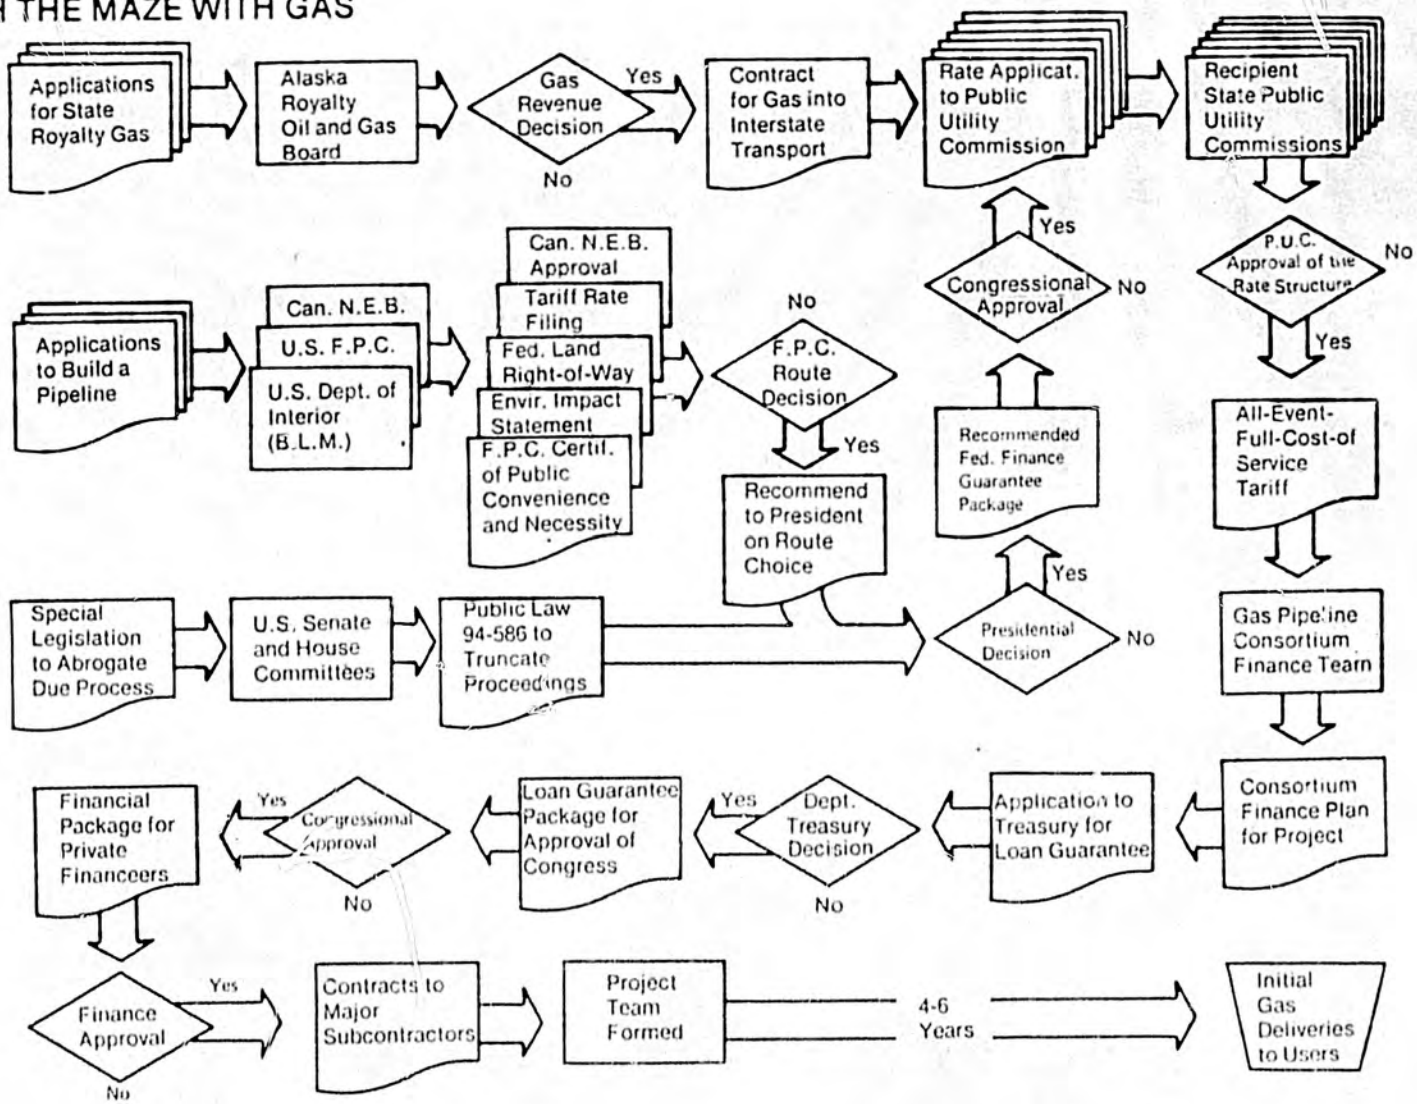 THE MAZE WITH GAS
Applications
for State
Royalty Gas
Alaska
Royalty
Oil and Gas
Board
Gas
Revenue
Decision
Yes
No
Contract
for Gas into
Interstate
Transport
Rate Applicat.
to Public
Utility
Commission
Recipient
State Public
Utility
Commissions
Yes
Congressional
Approval
No
P.U.C.
Approval of the
Rate Structure
No
Yes
Applications
to Build a
Pipeline
Can. N.E.B.
U.S. F.P.C.
U.S. Dept. of
Interior
(B.L.M.)
Can. N.E.B.
Approval
Tariff Rate
Filing
Fed. Land
Right-of-Way
Envir. Impact
Statement
F.P.C. Certif.
of Public
Convenience
and Necessity
No
F.P.C.
Route
Decision
Yes
Recommend
to President
on Route
Choice
Recommended
Fed. Finance
Guarantee
Package
Yes
All-Event-
Full-Cost-of
Service
Tariff
Special
Legislation
to Abrogate
Due Process
U.S. Senate
and House
Committees
Public Law
94-586 to
Truncate
Proceedings
Presidential
Decision
No
Gas Pipeline
Consortium
Finance Team
Financial
Package for
Private
Financeers
Yes
Congressional
Approval
No
Loan Guarantee
Package for
Approval of
Congress
Yes
Dept.
Treasury
Decision
No
Application to
Treasury for
Loan Guarantee
Consortium
Finance Plan
for Project
Finance
Approval
Yes
No
Contracts to
Major
Subcontractors
Project
Team
Formed
4-6
Years
Initial
Gas
Deliveries
to Users